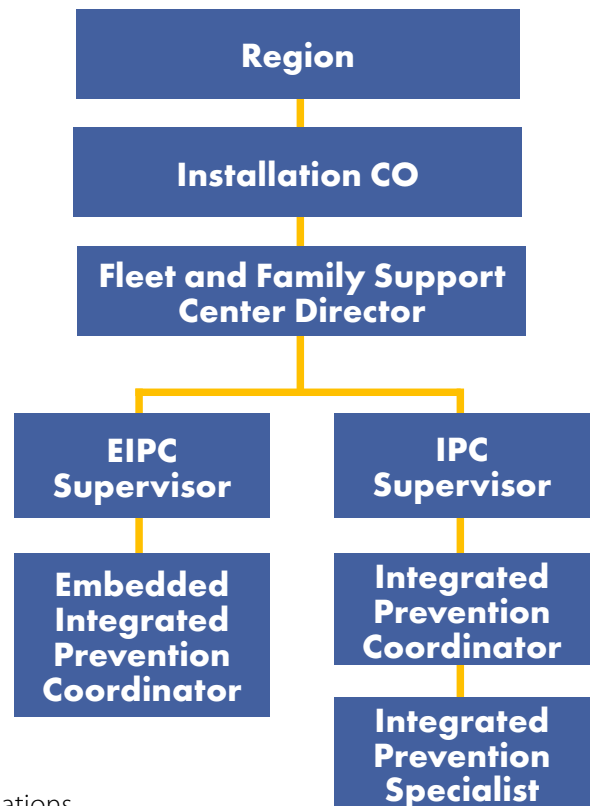 Region
Installation CO
Fleet and Family Support
Center Director
EIPC
Supervisor
IPC
Supervisor
Embedded
Integrated
Prevention
Coordinator
Integrated
Prevention
Coordinator
Integrated
Prevention
Specialist
ations